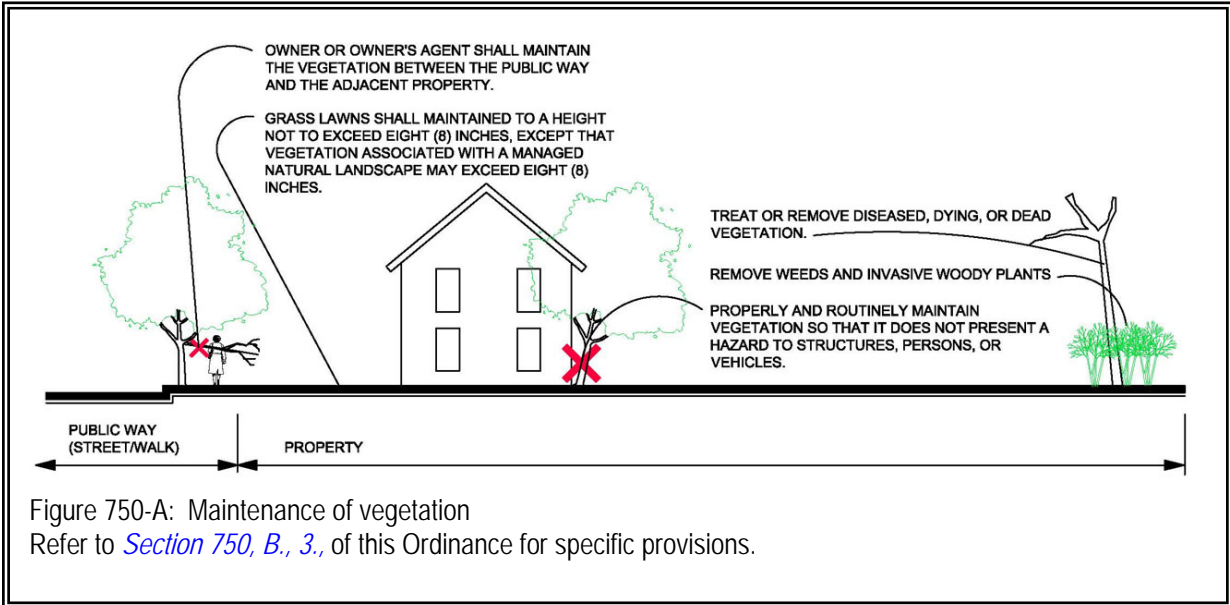 OWNER OR OWNER'S AGENT SHALL MAINTAIN
THE VEGETATION BETWEEN THE PUBLIC WAY
AND THE ADJACENT PROPERTY.
GRASS LAWNS SHALL MAINTAINED TO A HEIGHT
NOT TO EXCEED EIGHT (8) INCHES, EXCEPT THAT
VEGETATION ASSOCIATED WITH A MANAGED
NATURAL LANDSCAPE MAY EXCEED EIGHT (8)
INCHES.
TREAT OR REMOVE DISEASED, DYING, OR DEAD
VEGETATION.
REMOVE WEEDS AND INVASIVE WOODY PLANTS
PROPERLY AND ROUTINELY MAINTAIN
VEGETATION SO THAT IT DOES NOT PRESENT A
HAZARD TO STRUCTURES, PERSONS, OR
VEHICLES.
PUBLIC WAY
(STREET/WALK)
PROPERTY
Figure 750-A: Maintenance of vegetation
Refer to Section 750, B., 3., of this Ordinance for specific provisions.